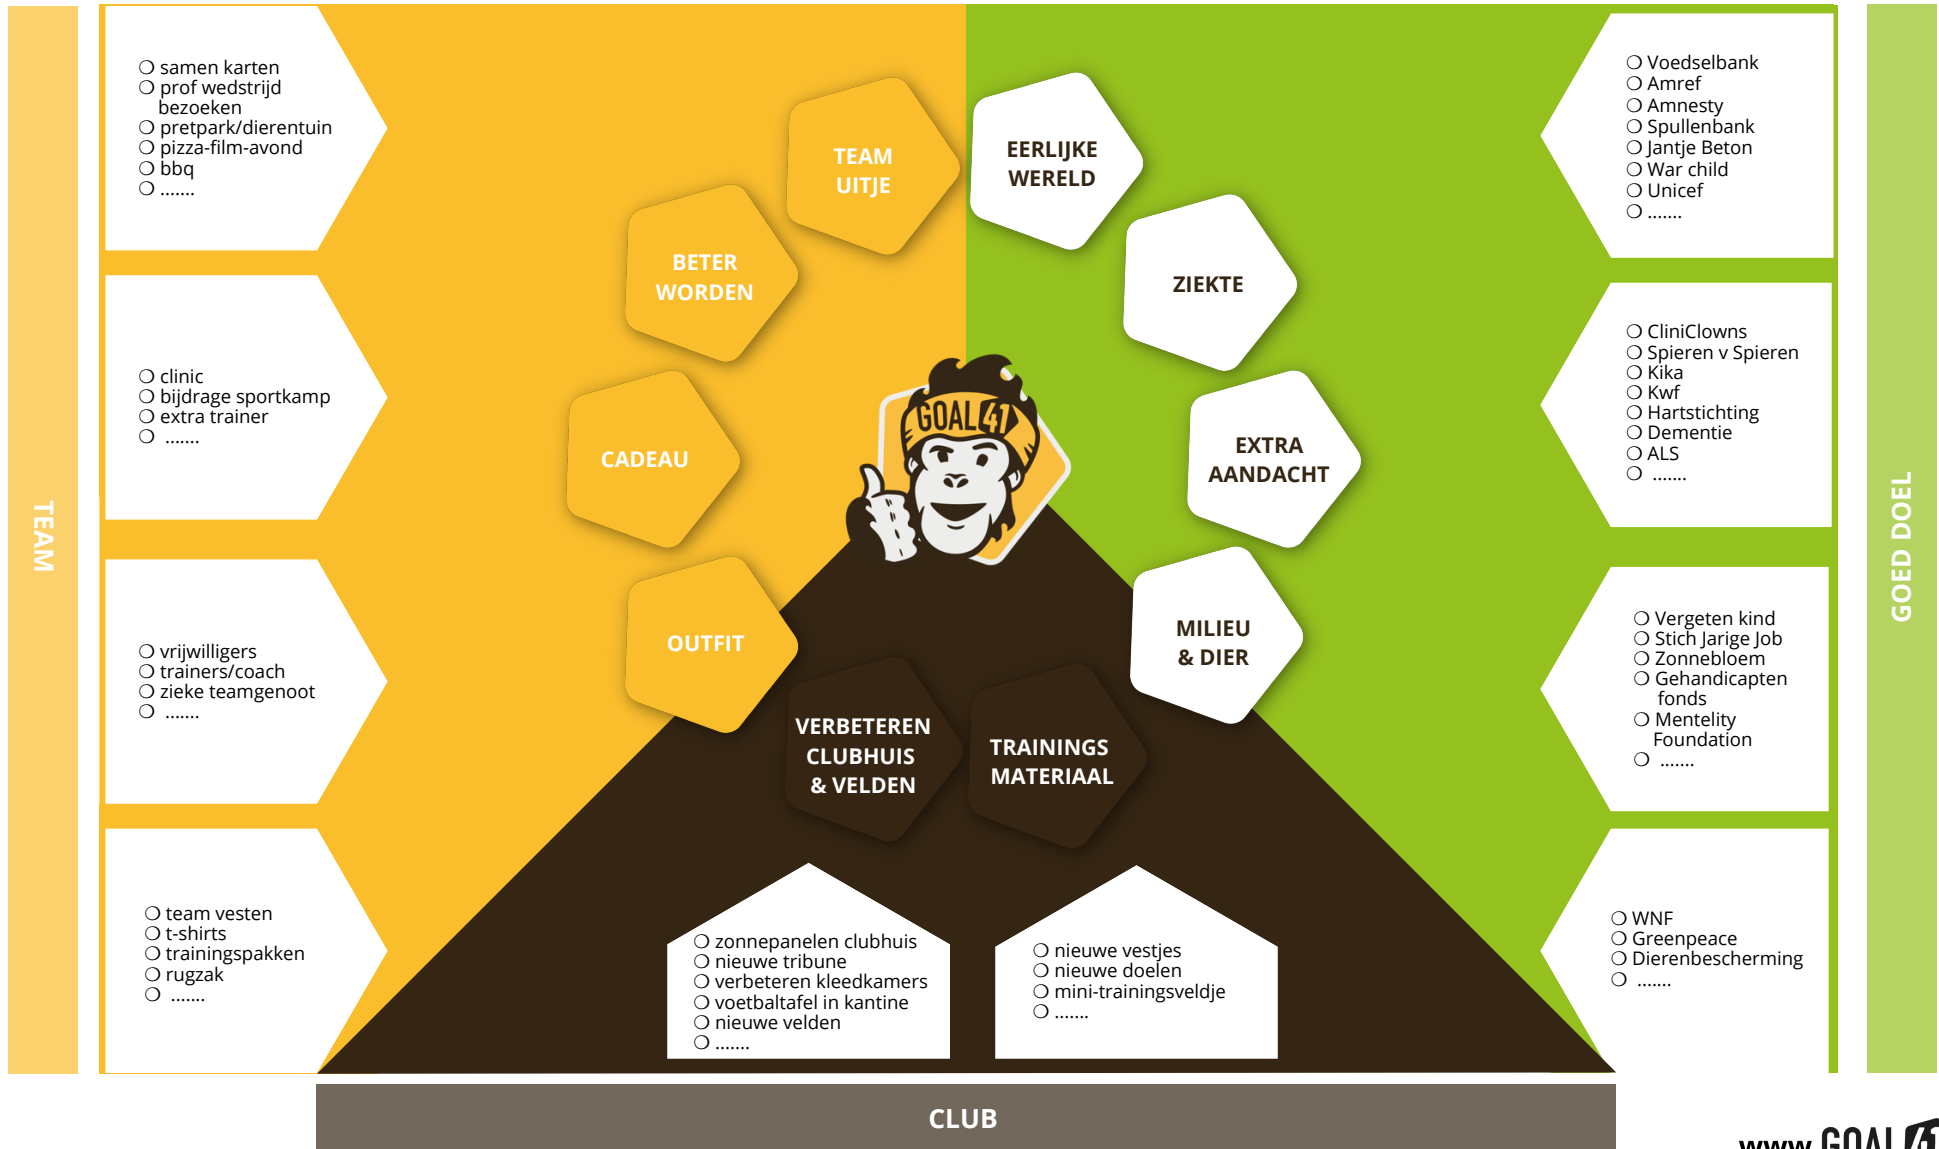 TEAM
❍ samen karten
❍ prof wedstrijd
bezoeken
❍ pretpark/dierentuin
❍ pizza-film-avond
❍ bbq
❍ .......
❍ clinic
❍ bijdrage sportkamp
❍ extra trainer
❍ .......
❍ vrijwilligers
❍ trainers/coach
❍ zieke teamgenoot
❍ .......
❍ team vesten
❍ t-shirts
❍ trainingspakken
❍ rugzak
❍ .......
TEAM
UITJE
BETER
WORDEN
CADEAU
OUTFIT
GOAL41
EERLIJKE
WERELD
ZIEKTE
EXTRA
AANDACHT
MILIEU
& DIER
VERBETEREN
CLUBHUIS
& VELDEN
TRAININGS
MATERIAAL
❍ zonnepanelen clubhuis
❍ nieuwe tribune
❍ verbeteren kleedkamers
❍ voetbaltafel in kantine
❍ nieuwe velden
❍ .......
❍ nieuwe vestjes
❍ nieuwe doelen
❍ mini-trainingsveldje
❍ .......
❍ Voedselbank
❍ Amref
❍ Amnesty
❍ Spullenbank
❍ Jantje Beton
❍ War child
❍ Unicef
❍ .......
❍ CliniClowns
❍ Spieren v Spieren
❍ Kika
❍ Kwf
❍ Hartstichting
❍ Dementie
❍ ALS
❍ .......
❍ Vergeten kind
❍ Stich Jarige Job
❍ Zonnebloem
❍ Gehandicapten
fonds
❍ Mentelity
Foundation
❍ .......
❍ WNF
❍ Greenpeace
❍ Dierenbescherming
❍ .......
GOED DOEL
CLUB
www.GOAL41